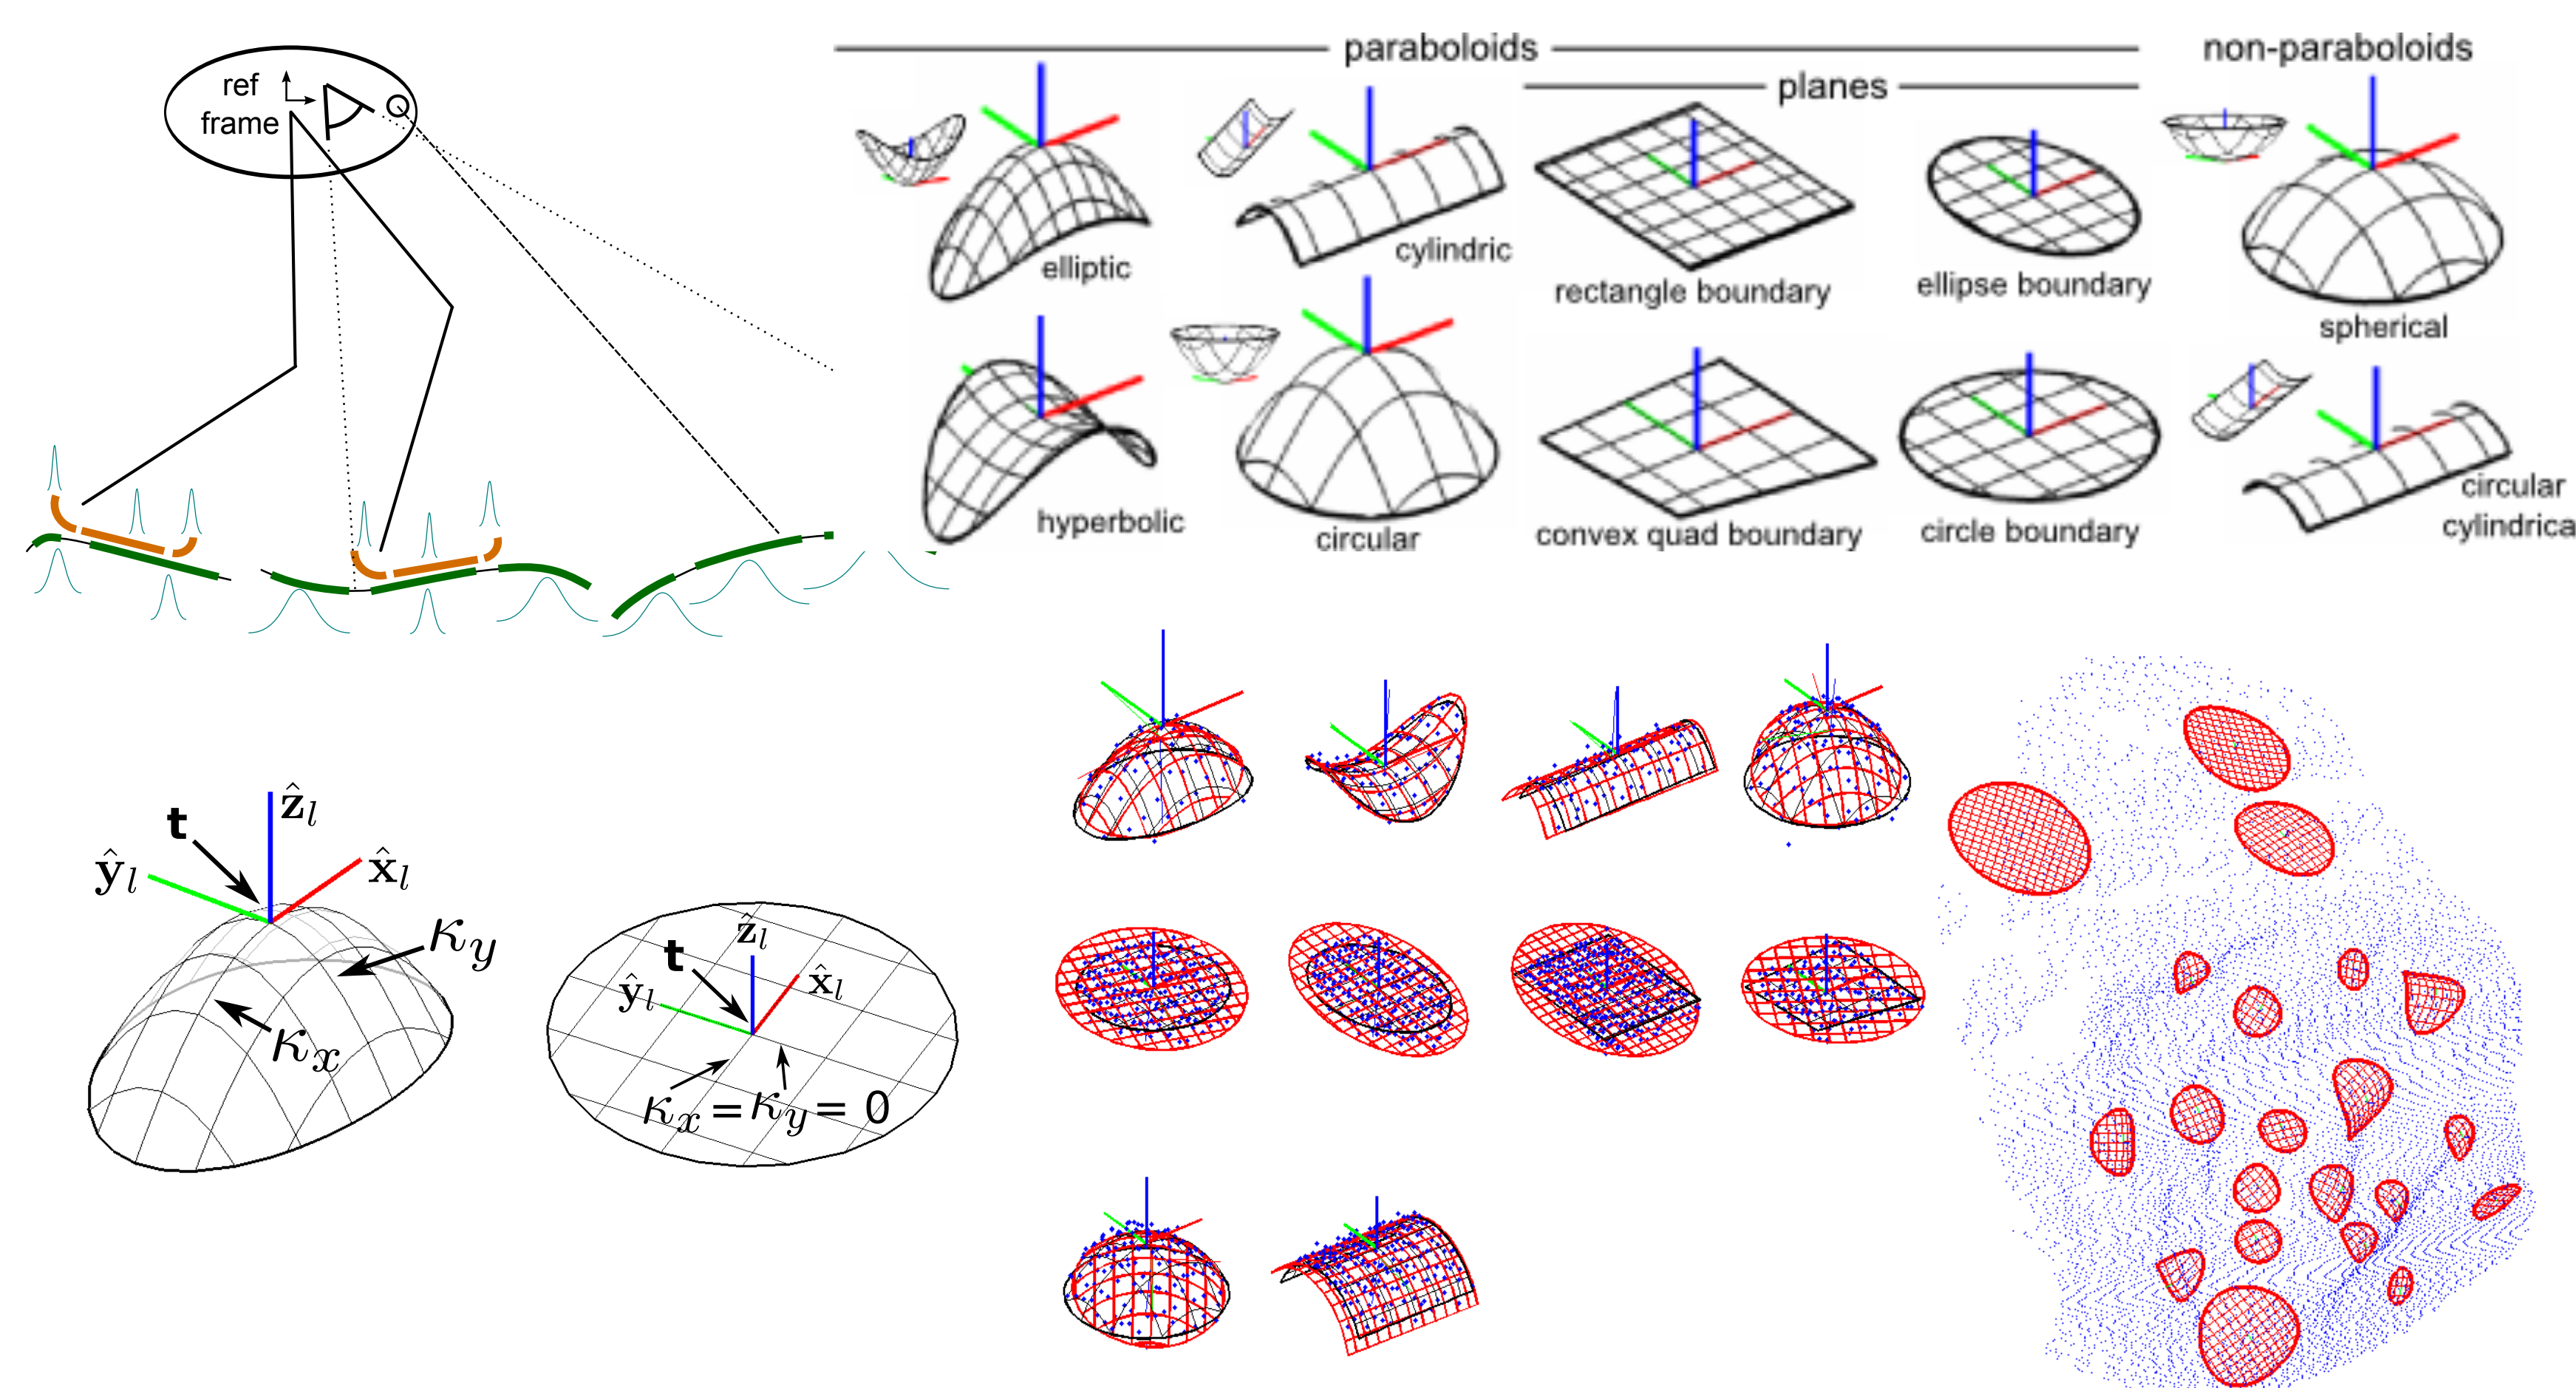 ref
frame
paraboloids
non-paraboloids
planes
elliptic
cylindric
rectangle boundary
ellipse boundary
spherical
hyperbolic
circular
convex quad boundary
circle boundary
circular
cylindrica
t
ẑₗ
ŷₗ
x̂ₗ
κy
κx
t
ẑₗ
ŷₗ
x̂ₗ
κx = κy = 0